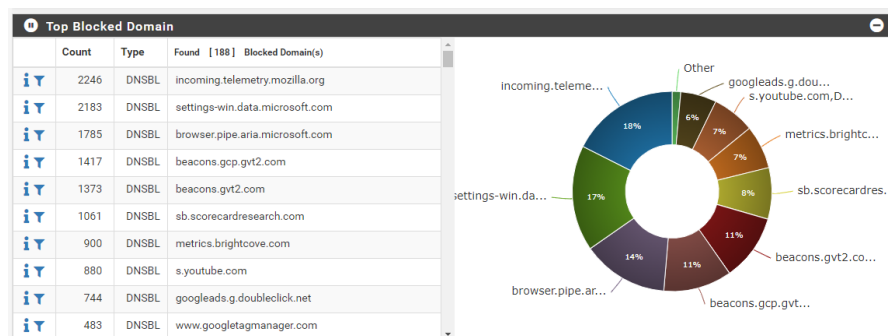 Top Blocked Domain
Count Type Found [ 188 ] Blocked Domain(s)
2246 DNSBL incoming.telemetry.mozilla.org
2183 DNSBL settings-win.data.microsoft.com
1785 DNSBL browser.pipe.aria.microsoft.com
1417 DNSBL beacons.gcp.gvt2.com
1373 DNSBL beacons.gvt2.com
1061 DNSBL sb.scorecardresearch.com
900 DNSBL metrics.brightcove.com
880 DNSBL s.youtube.com
744 DNSBL googleads.g.doubleclick.net
483 DNSBL www.googletagmanager.com
Other
googleads.g.dou...
s.youtube.com,D...
metrics.brightc...
sb.scorecardres.
beacons.gvt2.co...
beacons.gcp.gvt...
browser.pipe.ar...
settings-win.da...
incoming.teleme...
6%
7%
7%
8%
11%
11%
14%
17%
18%